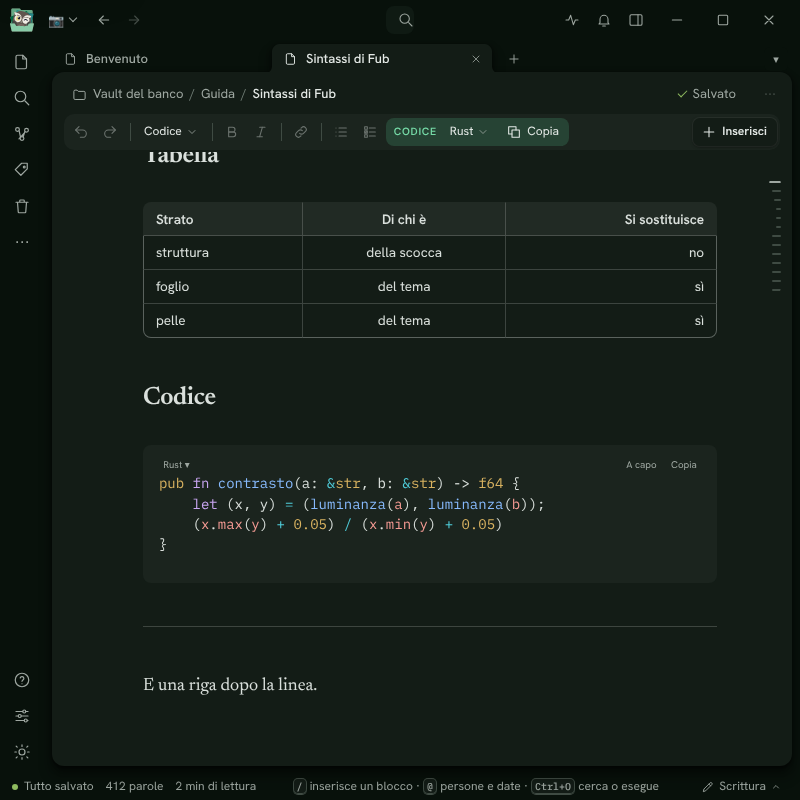 Benvenuto
Sintassi di Fub
Vault del banco / Guida / Sintassi di Fub
Salvato
Codice
B I
CODICE Rust
Copia
Inserisci
Tabella
Strato Di chi è Si sostituisce
struttura della scocca no
foglio del tema sì
pelle del tema sì
Codice
Rust ▾ A capo Copia
pub fn contrasto(a: &str, b: &str) -> f64 {
    let (x, y) = (luminanza(a), luminanza(b));
    (x.max(y) + 0.05) / (x.min(y) + 0.05)
}
E una riga dopo la linea.
Tutto salvato 412 parole 2 min di lettura
/ inserisce un blocco · @ persone e date · Ctrl+O cerca o esegue
Scrittura